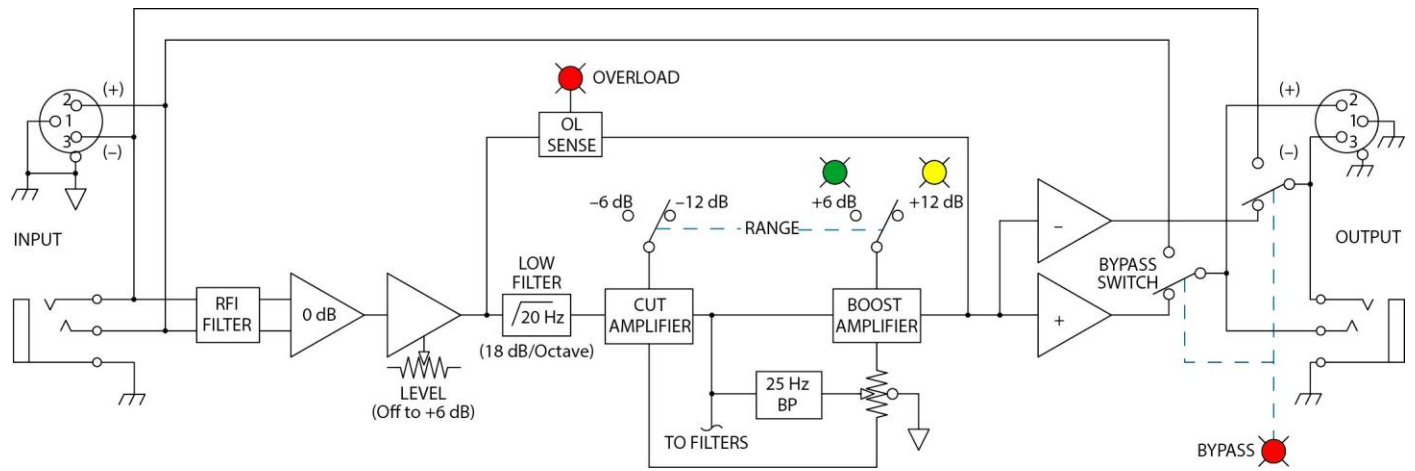 (+)
2
1
3
(–)
INPUT
OVERLOAD
OL
SENSE
–6 dB
–12 dB
RANGE
+6 dB
+12 dB
LOW
FILTER
20 Hz
(18 dB/Octave)
RFI
FILTER
0 dB
LEVEL
(Off to +6 dB)
CUT
AMPLIFIER
BOOST
AMPLIFIER
25 Hz
BP
TO FILTERS
–
+
BYPASS
SWITCH
(+)
2
1
3
(–)
OUTPUT
BYPASS